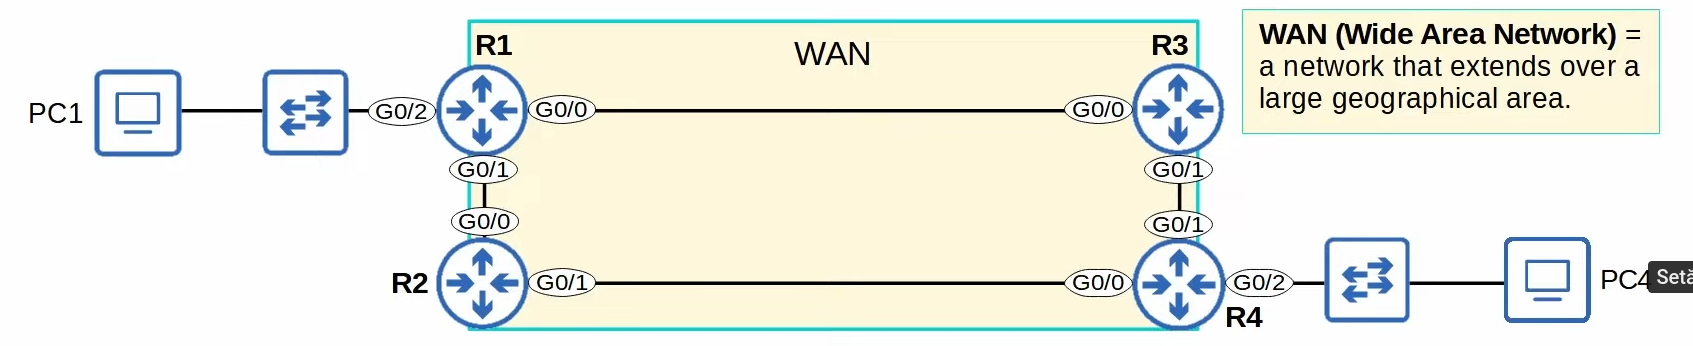 WAN
R1
R3
WAN (Wide Area Network) =
a network that extends over a
large geographical area.
PC1
G0/2
G0/0
G0/0
G0/1
G0/1
G0/0
G0/1
R2
G0/1
G0/0
G0/2
R4
PC4
Setă